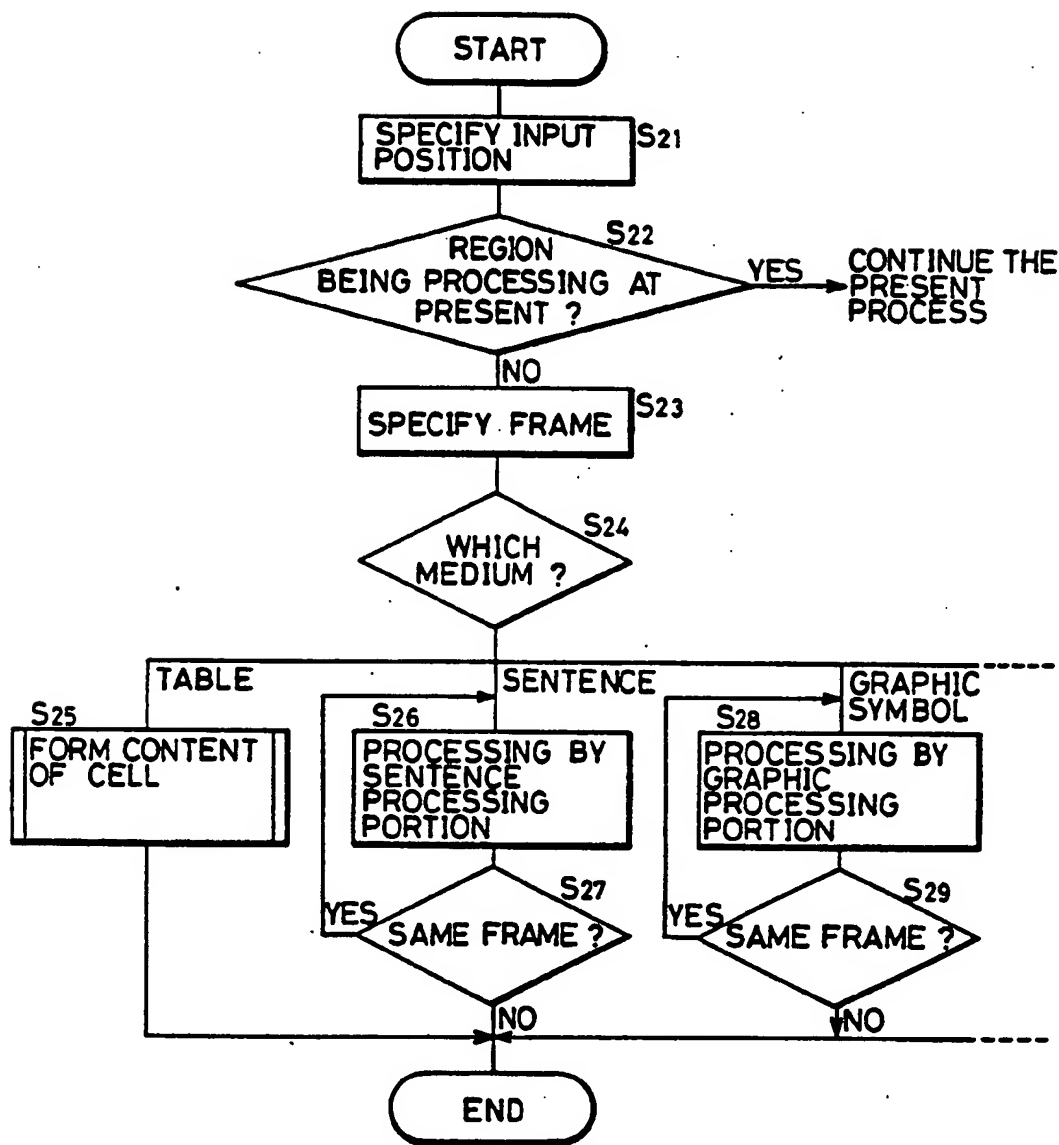 START
SPECIFY INPUT
POSITION
S21
S22
REGION
BEING PROCESSING AT
PRESENT ?
YES
CONTINUE THE
PRESENT
PROCESS
NO
SPECIFY FRAME
S23
S24
WHICH
MEDIUM ?
TABLE
SENTENCE
GRAPHIC
SYMBOL
S25
FORM CONTENT
OF CELL
S26
PROCESSING BY
SENTENCE
PROCESSING
PORTION
S28
PROCESSING BY
GRAPHIC
PROCESSING
PORTION
S27
YES
SAME FRAME ?
NO
S29
YES
SAME FRAME ?
NO
END